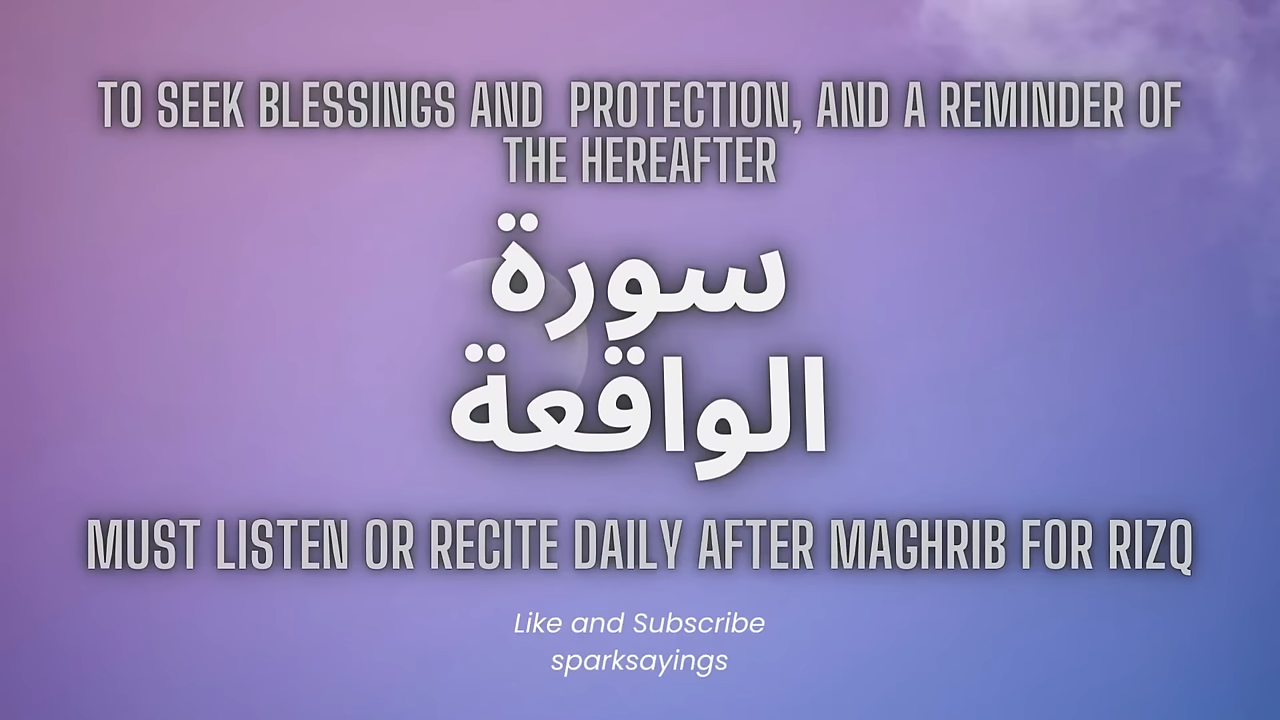 TO SEEK BLESSINGS AND PROTECTION, AND A REMINDER OF
THE HEREAFTER
سورة
الواقعة
MUST LISTEN OR RECITE DAILY AFTER MAGHRIB FOR RIZQ
Like and Subscribe
sparksayings